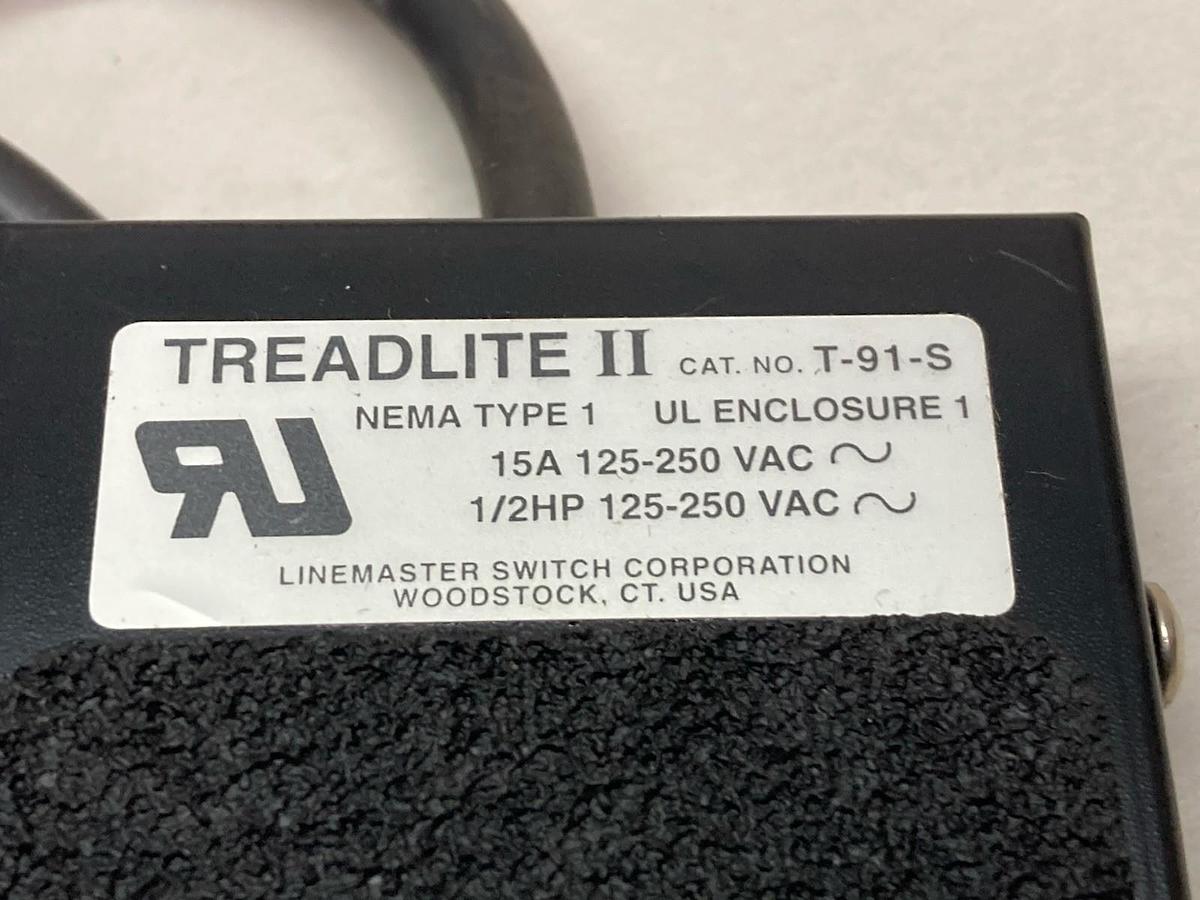 TREADLITE II CAT. NO. T-91-S
NEMA TYPE 1 UL ENCLOSURE 1
RU
15A 125-250 VAC ~
1/2HP 125-250 VAC ~
LINEMASTER SWITCH CORPORATION
WOODSTOCK, CT. USA